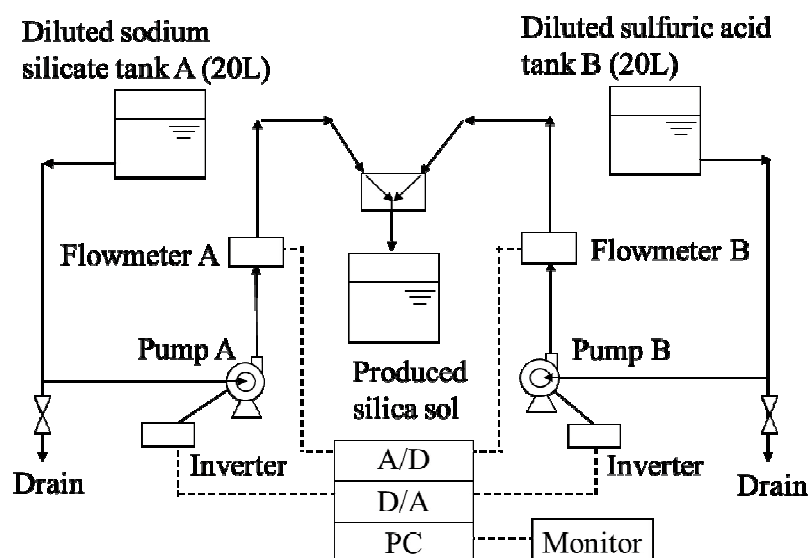 Diluted sodium
silicate tank A (20L)
Diluted sulfuric acid
tank B (20L)
Flowmeter A
Flowmeter B
Pump A
Pump B
Produced
silica sol
Inverter
Inverter
Drain
Drain
A/D
D/A
PC
Monitor